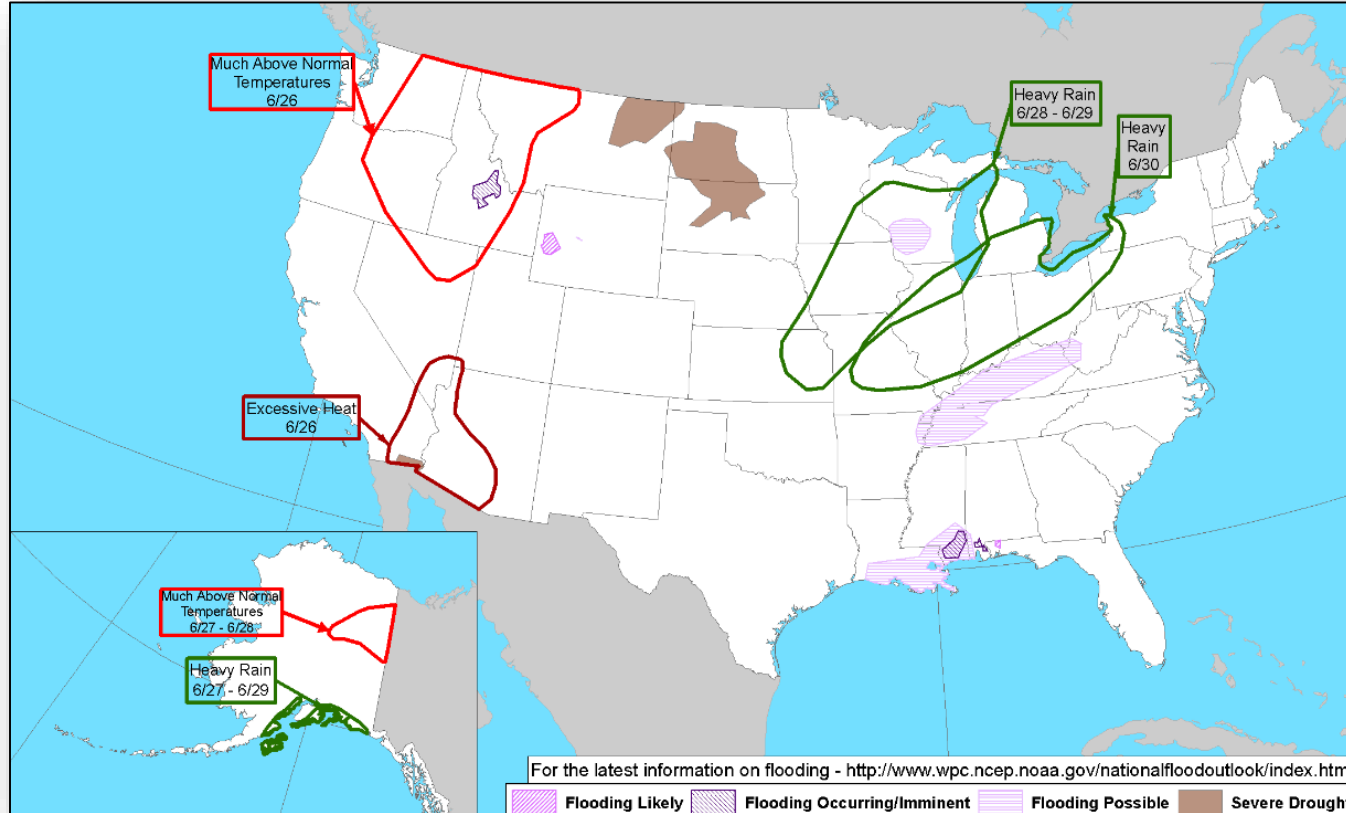 Much Above Normal
Temperatures
6/26
Heavy Rain
6/28 - 6/29
Heavy
Rain
6/30
Excessive Heat
6/26
Much Above Normal
Temperatures
6/27 - 6/28
Heavy Rain
6/27 - 6/29
For the latest information on flooding - http://www.wpc.ncep.noaa.gov/nationalfloodoutlook/index.htm
Flooding Likely
Flooding Occurring/Imminent
Flooding Possible
Severe Drought